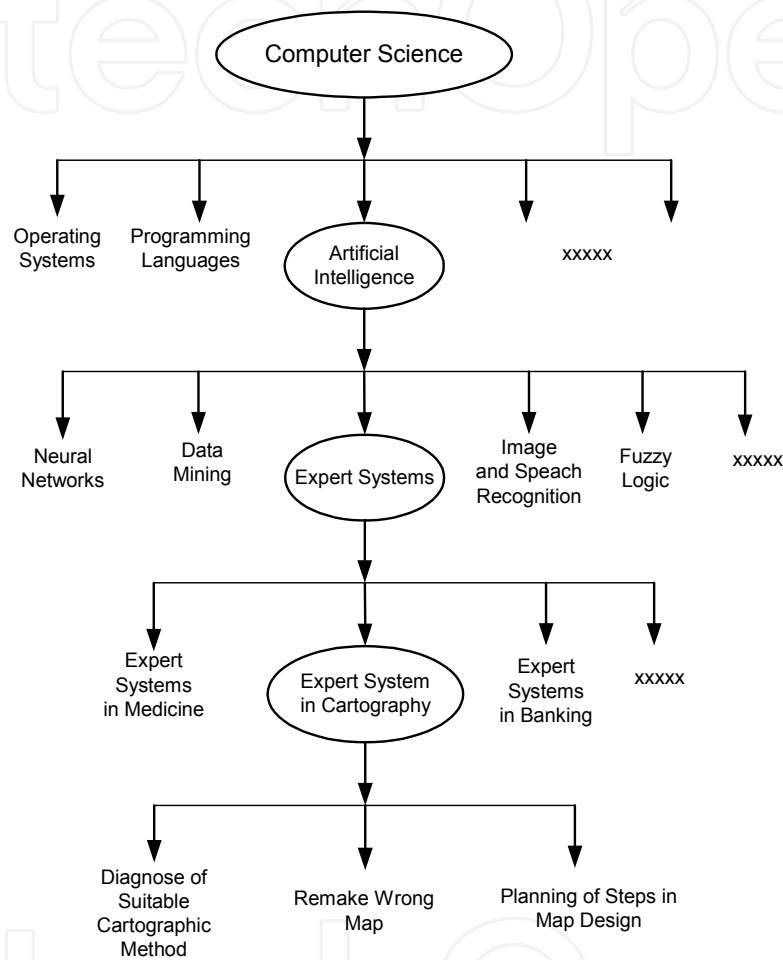 Computer Science
Operating
Systems
Programming
Languages
Artificial
Intelligence
xxxxx
Neural
Networks
Data
Mining
Expert Systems
Image
and Speach
Recognition
Fuzzy
Logic
xxxxx
Expert
Systems
in Medicine
Expert System
in Cartography
Expert
Systems
in Banking
xxxxx
Diagnose of
Suitable
Cartographic
Method
Remake Wrong
Map
Planning of Steps in
Map Design